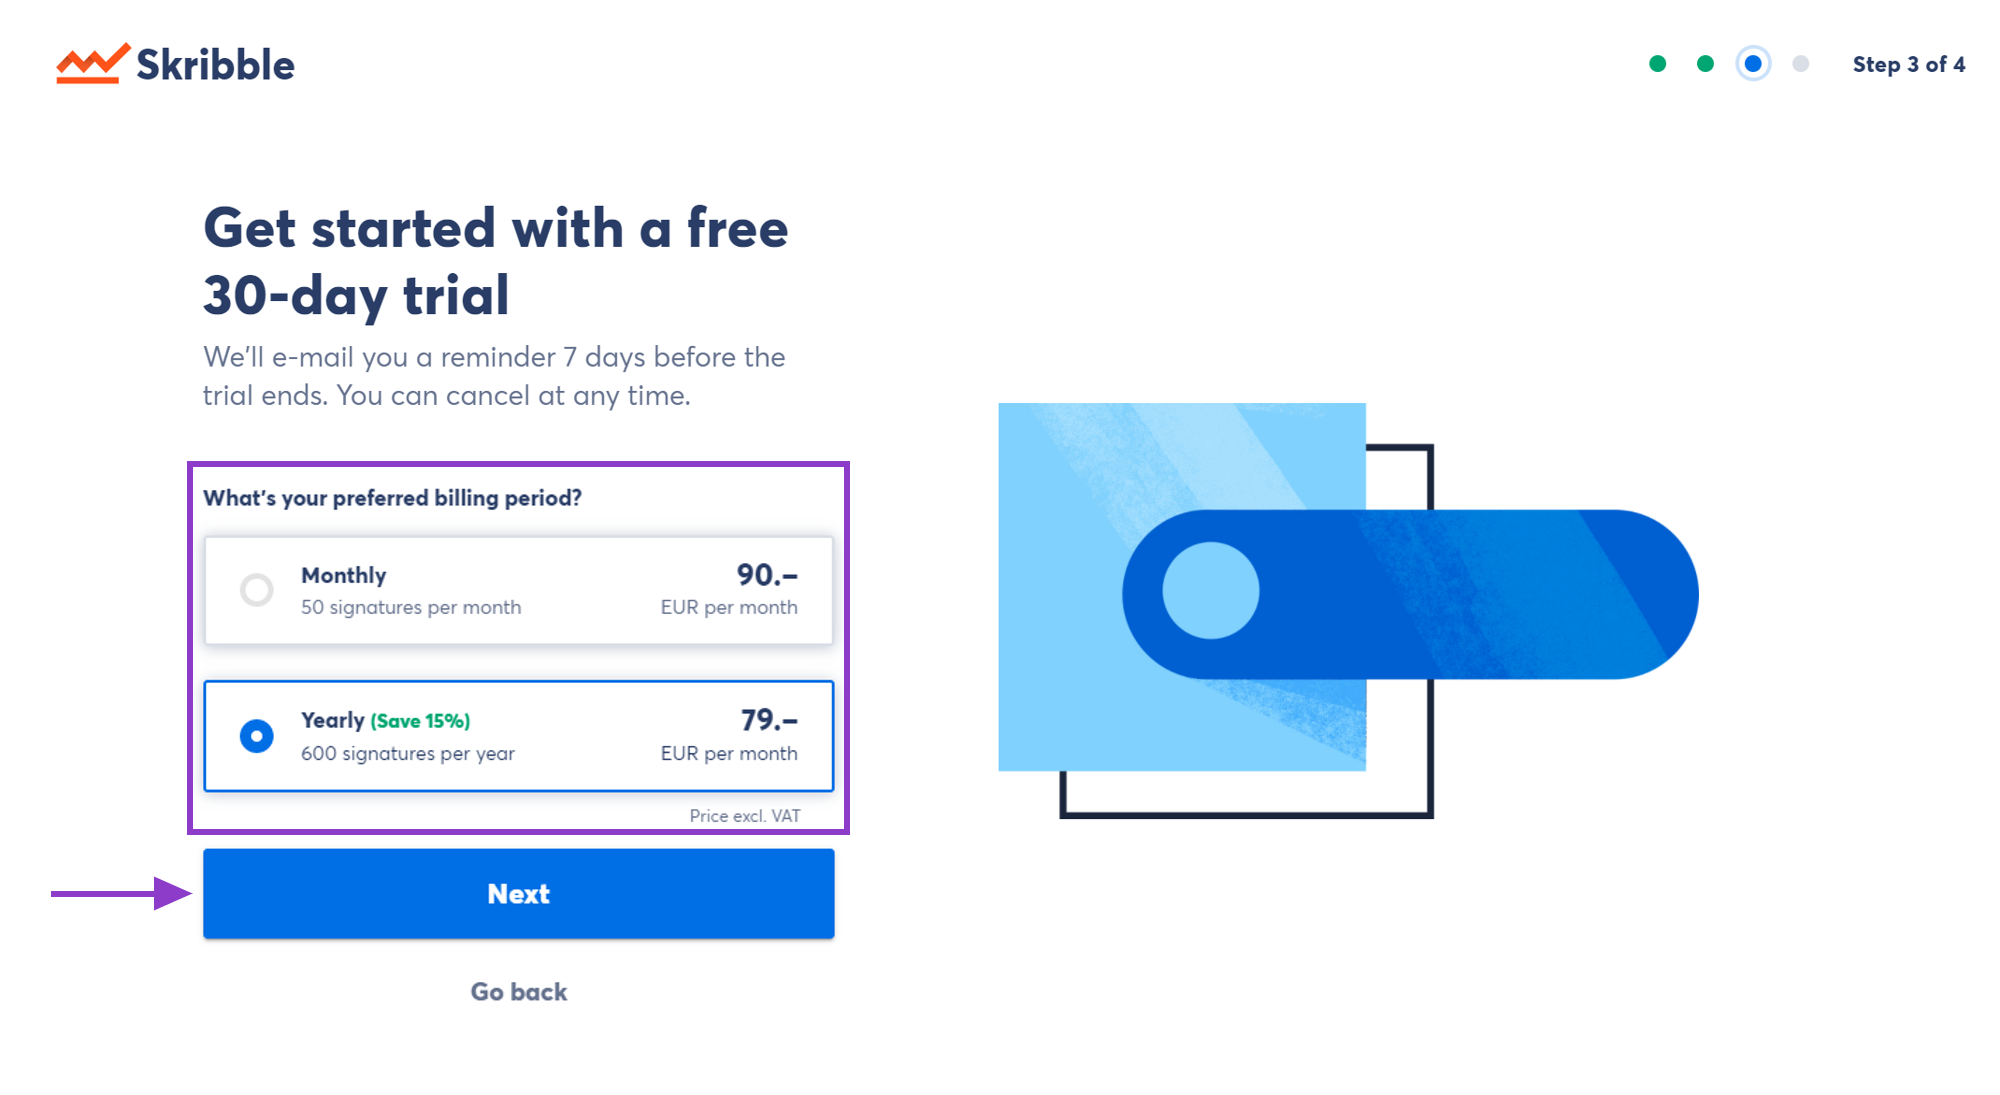 Skribble
Step 3 of 4
Get started with a free
30-day trial
We'll e-mail you a reminder 7 days before the
trial ends. You can cancel at any time.
What's your preferred billing period?
Monthly
90.–
50 signatures per month
EUR per month
Yearly (Save 15%)
79.–
600 signatures per year
EUR per month
Price excl. VAT
Next
Go back